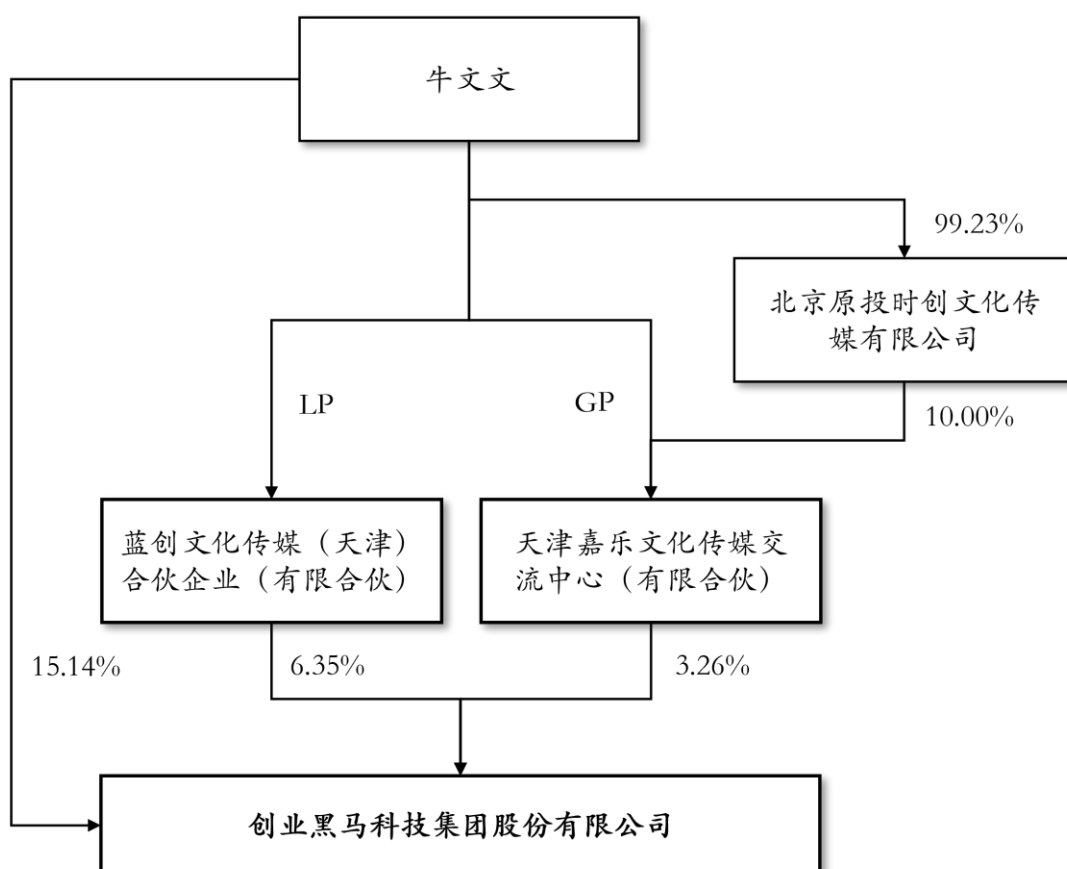 牛文文
99.23%
北京原投时创文化传
媒有限公司
LP
GP
10.00%
蓝创文化传媒（天津）
合伙企业（有限合伙）
天津嘉乐文化传媒交
流中心（有限合伙）
15.14%
6.35%
3.26%
创业黑马科技集团股份有限公司